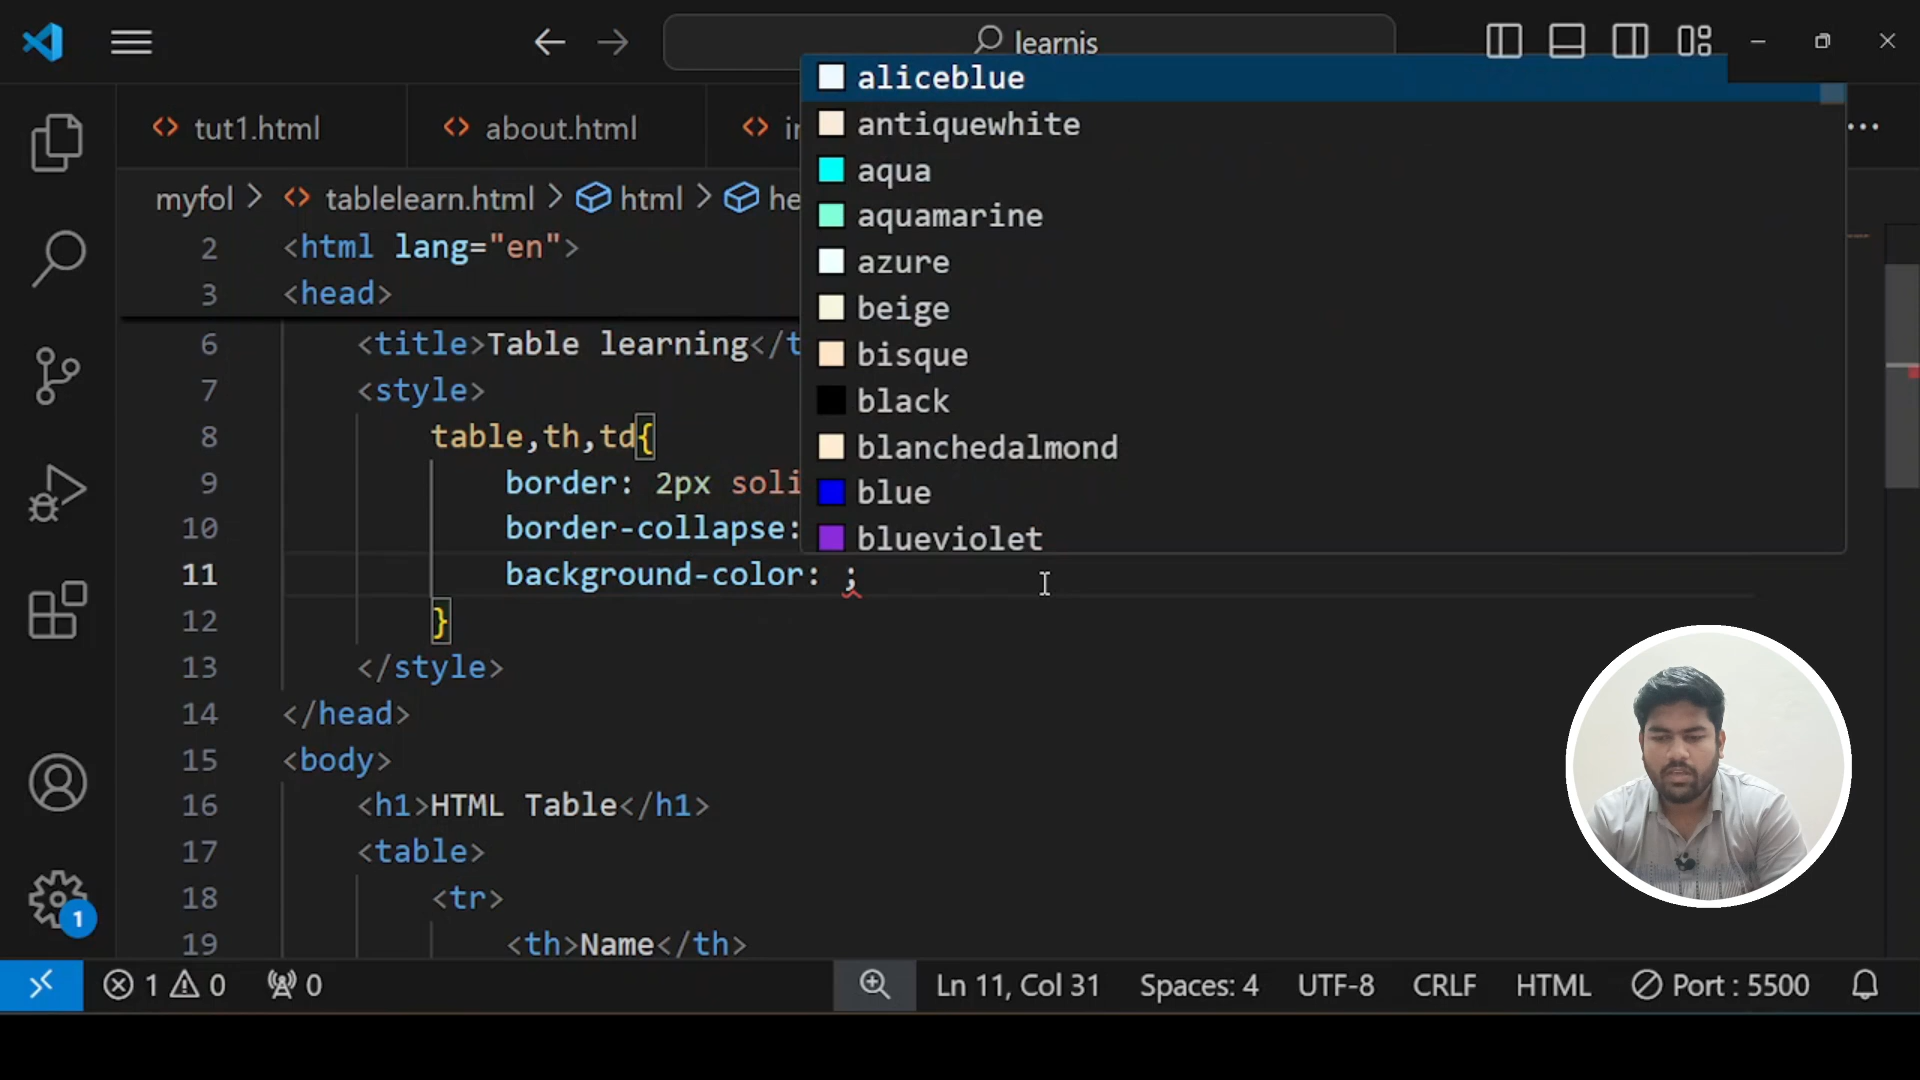 learnis
tut1.html
about.html
in
myfol > tablelearn.html > html > he
aliceblue
antiquewhite
aqua
aquamarine
azure
beige
bisque
black
blanchedalmond
blue
blueviolet
2 <html lang="en">
3 <head>
6 <title>Table learning</t
7 <style>
8 table,th,td{
9 border: 2px soli
10 border-collapse:
11 background-color: ;
12 }
13 </style>
14 </head>
15 <body>
16 <h1>HTML Table</h1>
17 <table>
18 <tr>
19 <th>Name</th>
1
1 0 0 Ln 11, Col 31 Spaces: 4 UTF-8 CRLF HTML Port : 5500